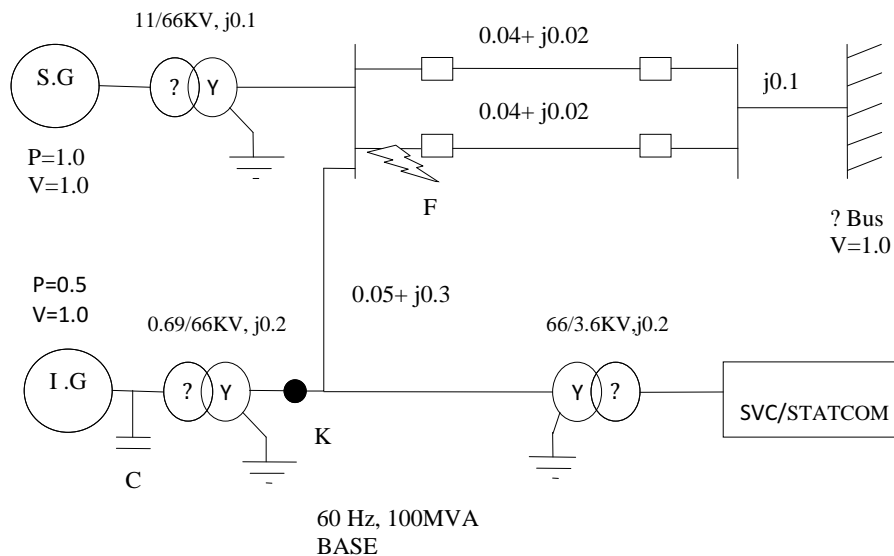 11/66KV, j0.1
0.04+ j0.02
S.G
? Y
j0.1
0.04+ j0.02
P=1.0
V=1.0
F
? Bus
V=1.0
P=0.5
V=1.0
0.05+ j0.3
0.69/66KV, j0.2
66/3.6KV,j0.2
I .G
? Y
Y ?
SVC/STATCOM
K
C
60 Hz, 100MVA
BASE